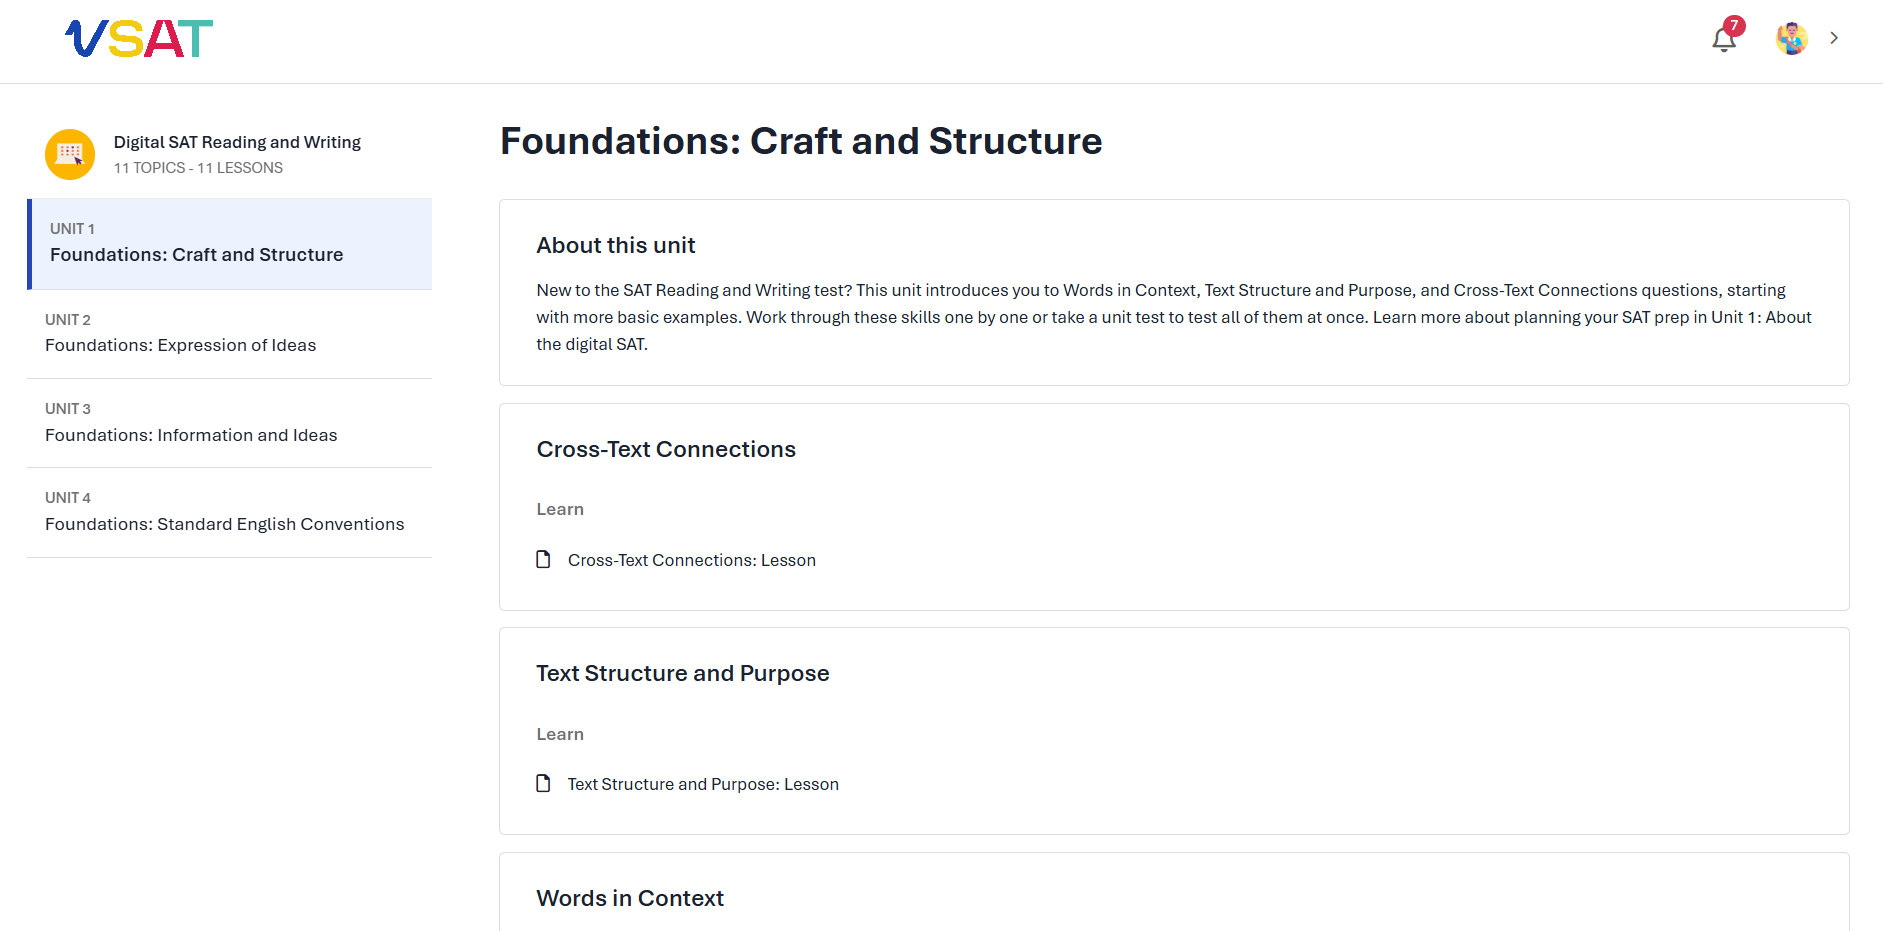 VSAT
7
Digital SAT Reading and Writing
11 TOPICS - 11 LESSONS
UNIT 1
Foundations: Craft and Structure
UNIT 2
Foundations: Expression of Ideas
UNIT 3
Foundations: Information and Ideas
UNIT 4
Foundations: Standard English Conventions
Foundations: Craft and Structure
About this unit
New to the SAT Reading and Writing test? This unit introduces you to Words in Context, Text Structure and Purpose, and Cross-Text Connections questions, starting
with more basic examples. Work through these skills one by one or take a unit test to test all of them at once. Learn more about planning your SAT prep in Unit 1: About
the digital SAT.
Cross-Text Connections
Learn
Cross-Text Connections: Lesson
Text Structure and Purpose
Learn
Text Structure and Purpose: Lesson
Words in Context